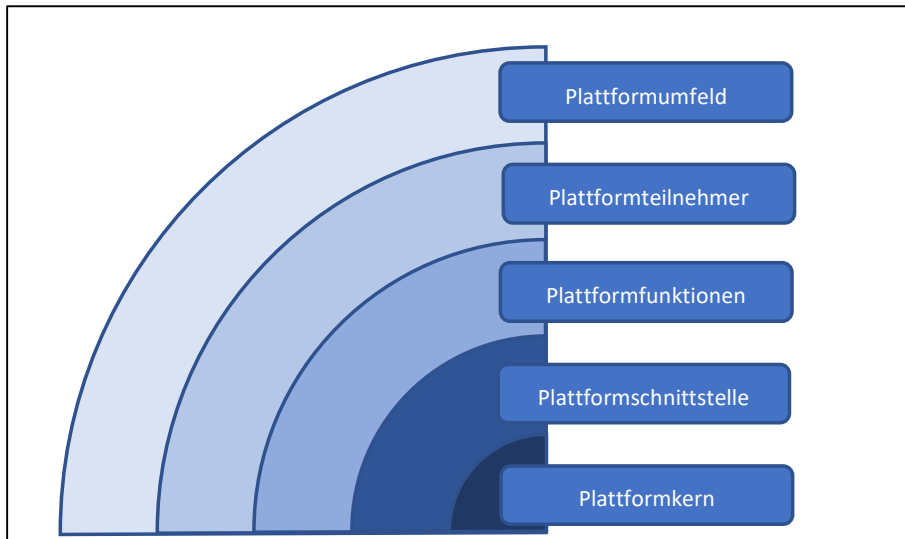 Plattformumfeld
Plattformteilnehmer
Plattformfunktionen
Plattformschnittstelle
Plattformkern